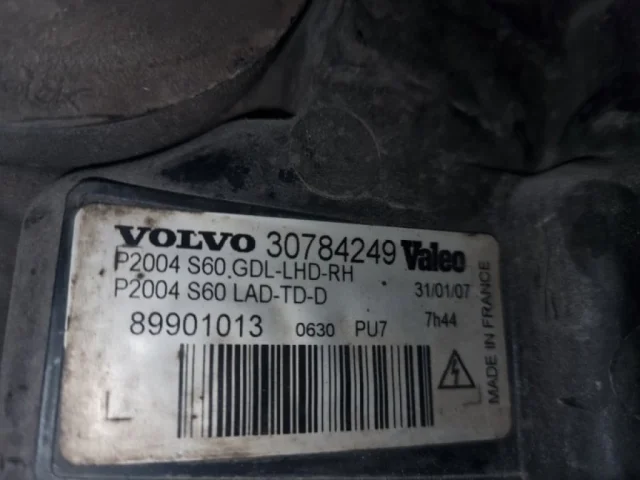 VOLVO 30784249 Valeo
P2004 S60 GDL-LHD-RH
P2004 S60 LAD-TD-D 31/01/07
89901013 0630 PU7 7h44
MADE IN FRANCE
L